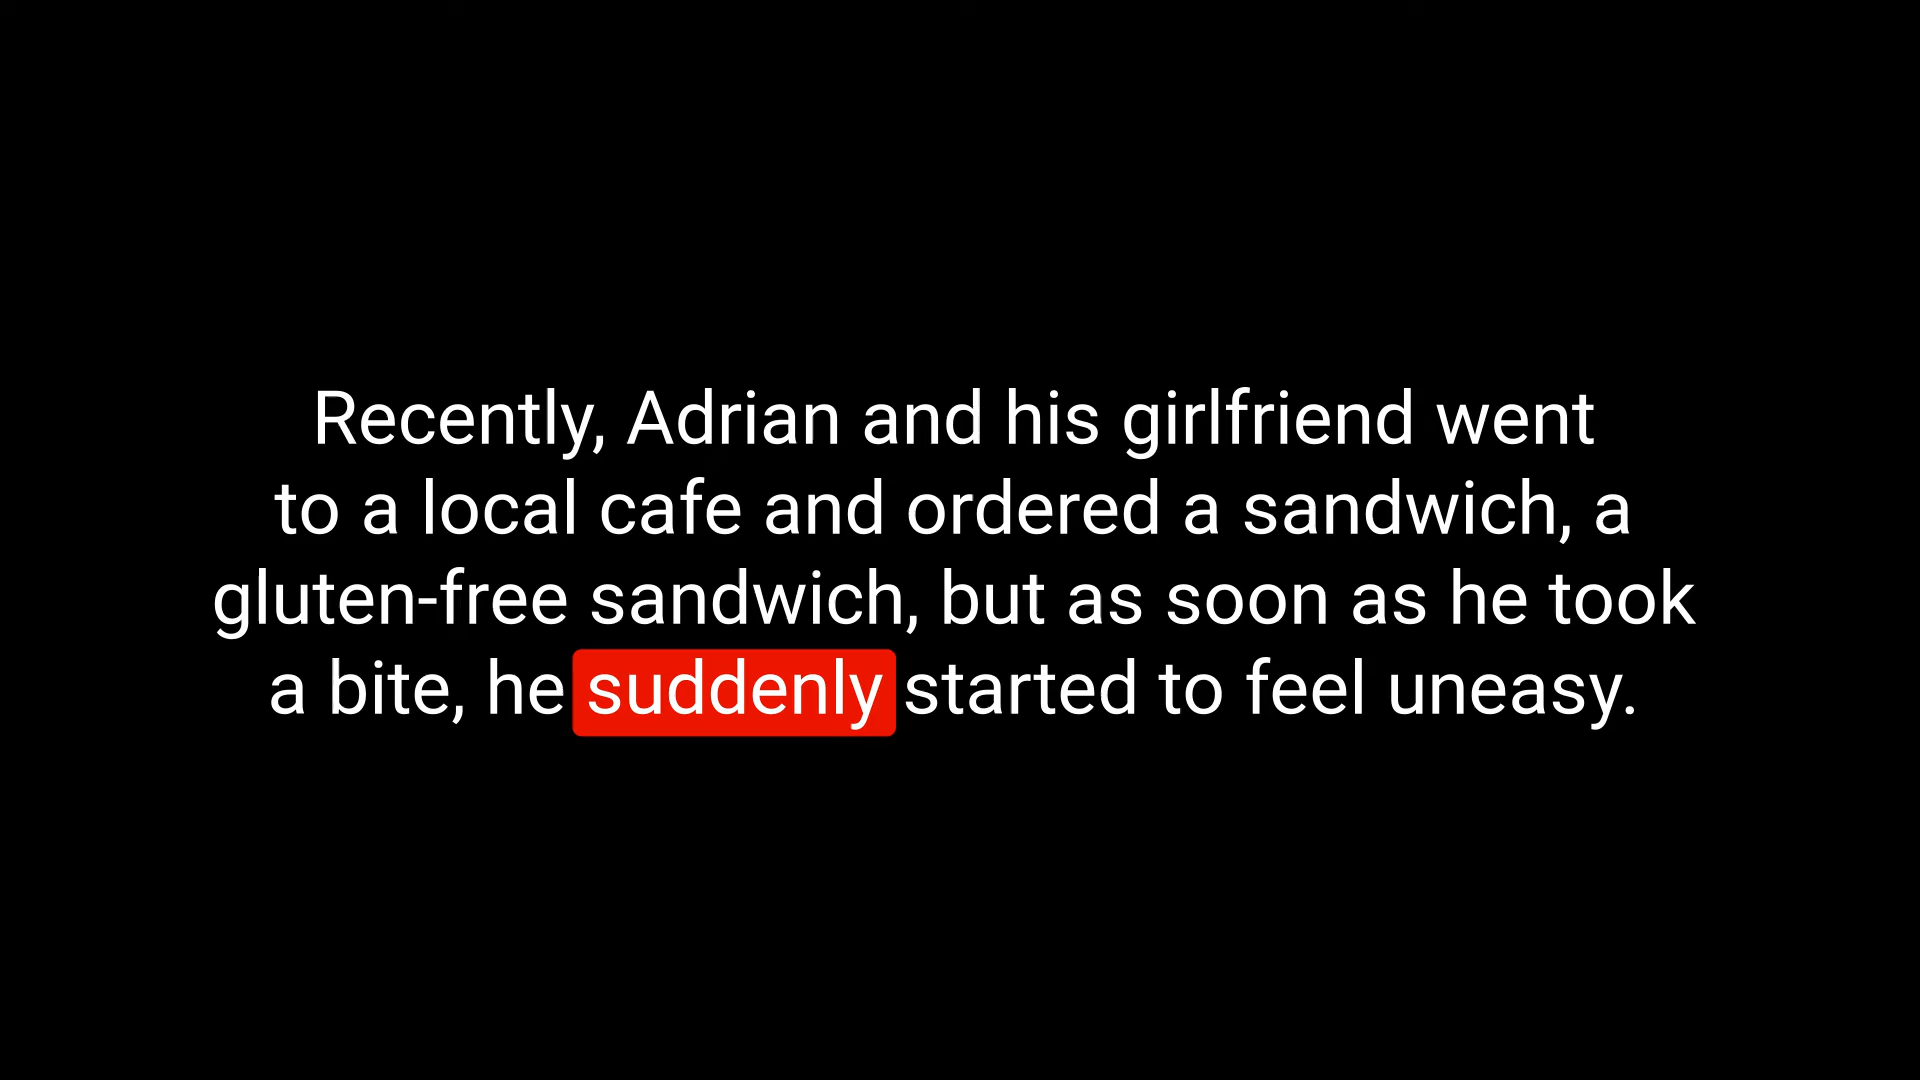 Recently, Adrian and his girlfriend went
to a local cafe and ordered a sandwich, a
gluten-free sandwich, but as soon as he took
a bite, he suddenly started to feel uneasy.